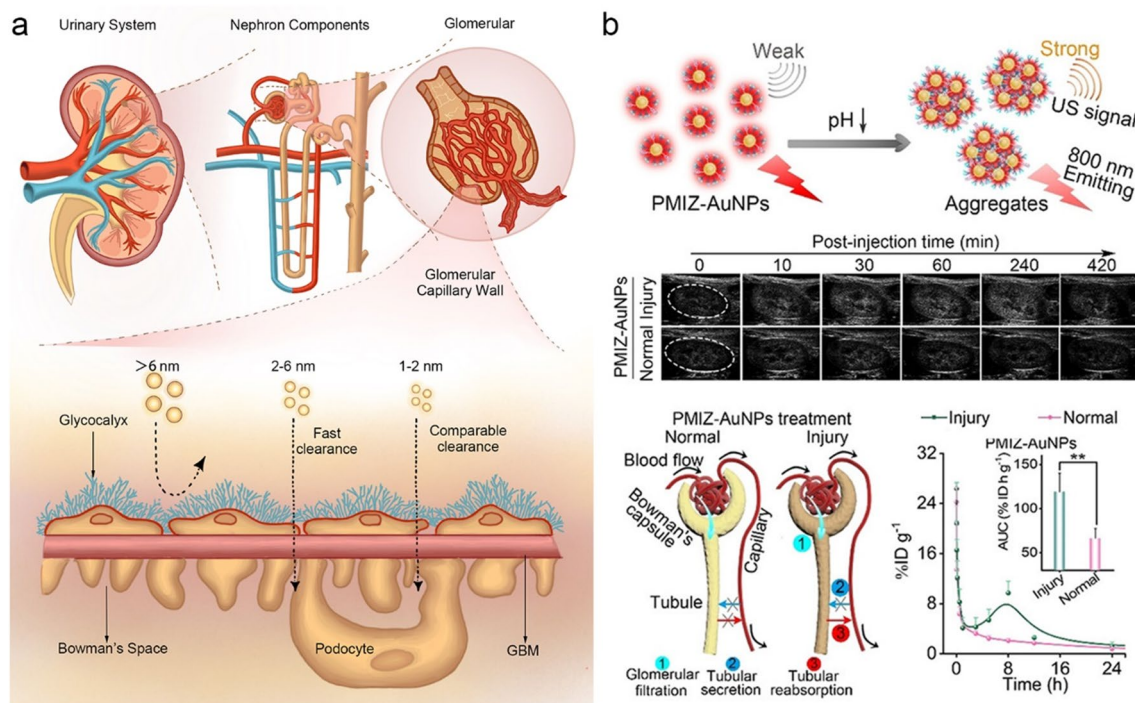 a
Urinary System
Nephron Components
Glomerular
Glomerular
Capillary Wall
>6 nm
2-6 nm
1-2 nm
Glycocalyx
Fast
clearance
Comparable
clearance
Bowman's Space
Podocyte
GBM
b
Weak
Strong
US signal
pH↓
800 nm
Emitting
PMIZ-AuNPs
Aggregates
Post-injection time (min)
0 10 30 60 240 420
PMIZ-AuNPs
Normal Injury
PMIZ-AuNPs treatment
Normal
Injury
Blood flow
Bowman's
capsule
Capillary
1
Tubule
2
3
1
2
3
Glomerular
filtration
Tubular
secretion
Tubular
reabsorption
Injury
Normal
PMIZ-AuNPs
**
AUC (% ID h g⁻¹)
150
100
50
Injury
Normal
%ID g⁻¹
32
24
16
8
0
0 8 16 24
Time (h)